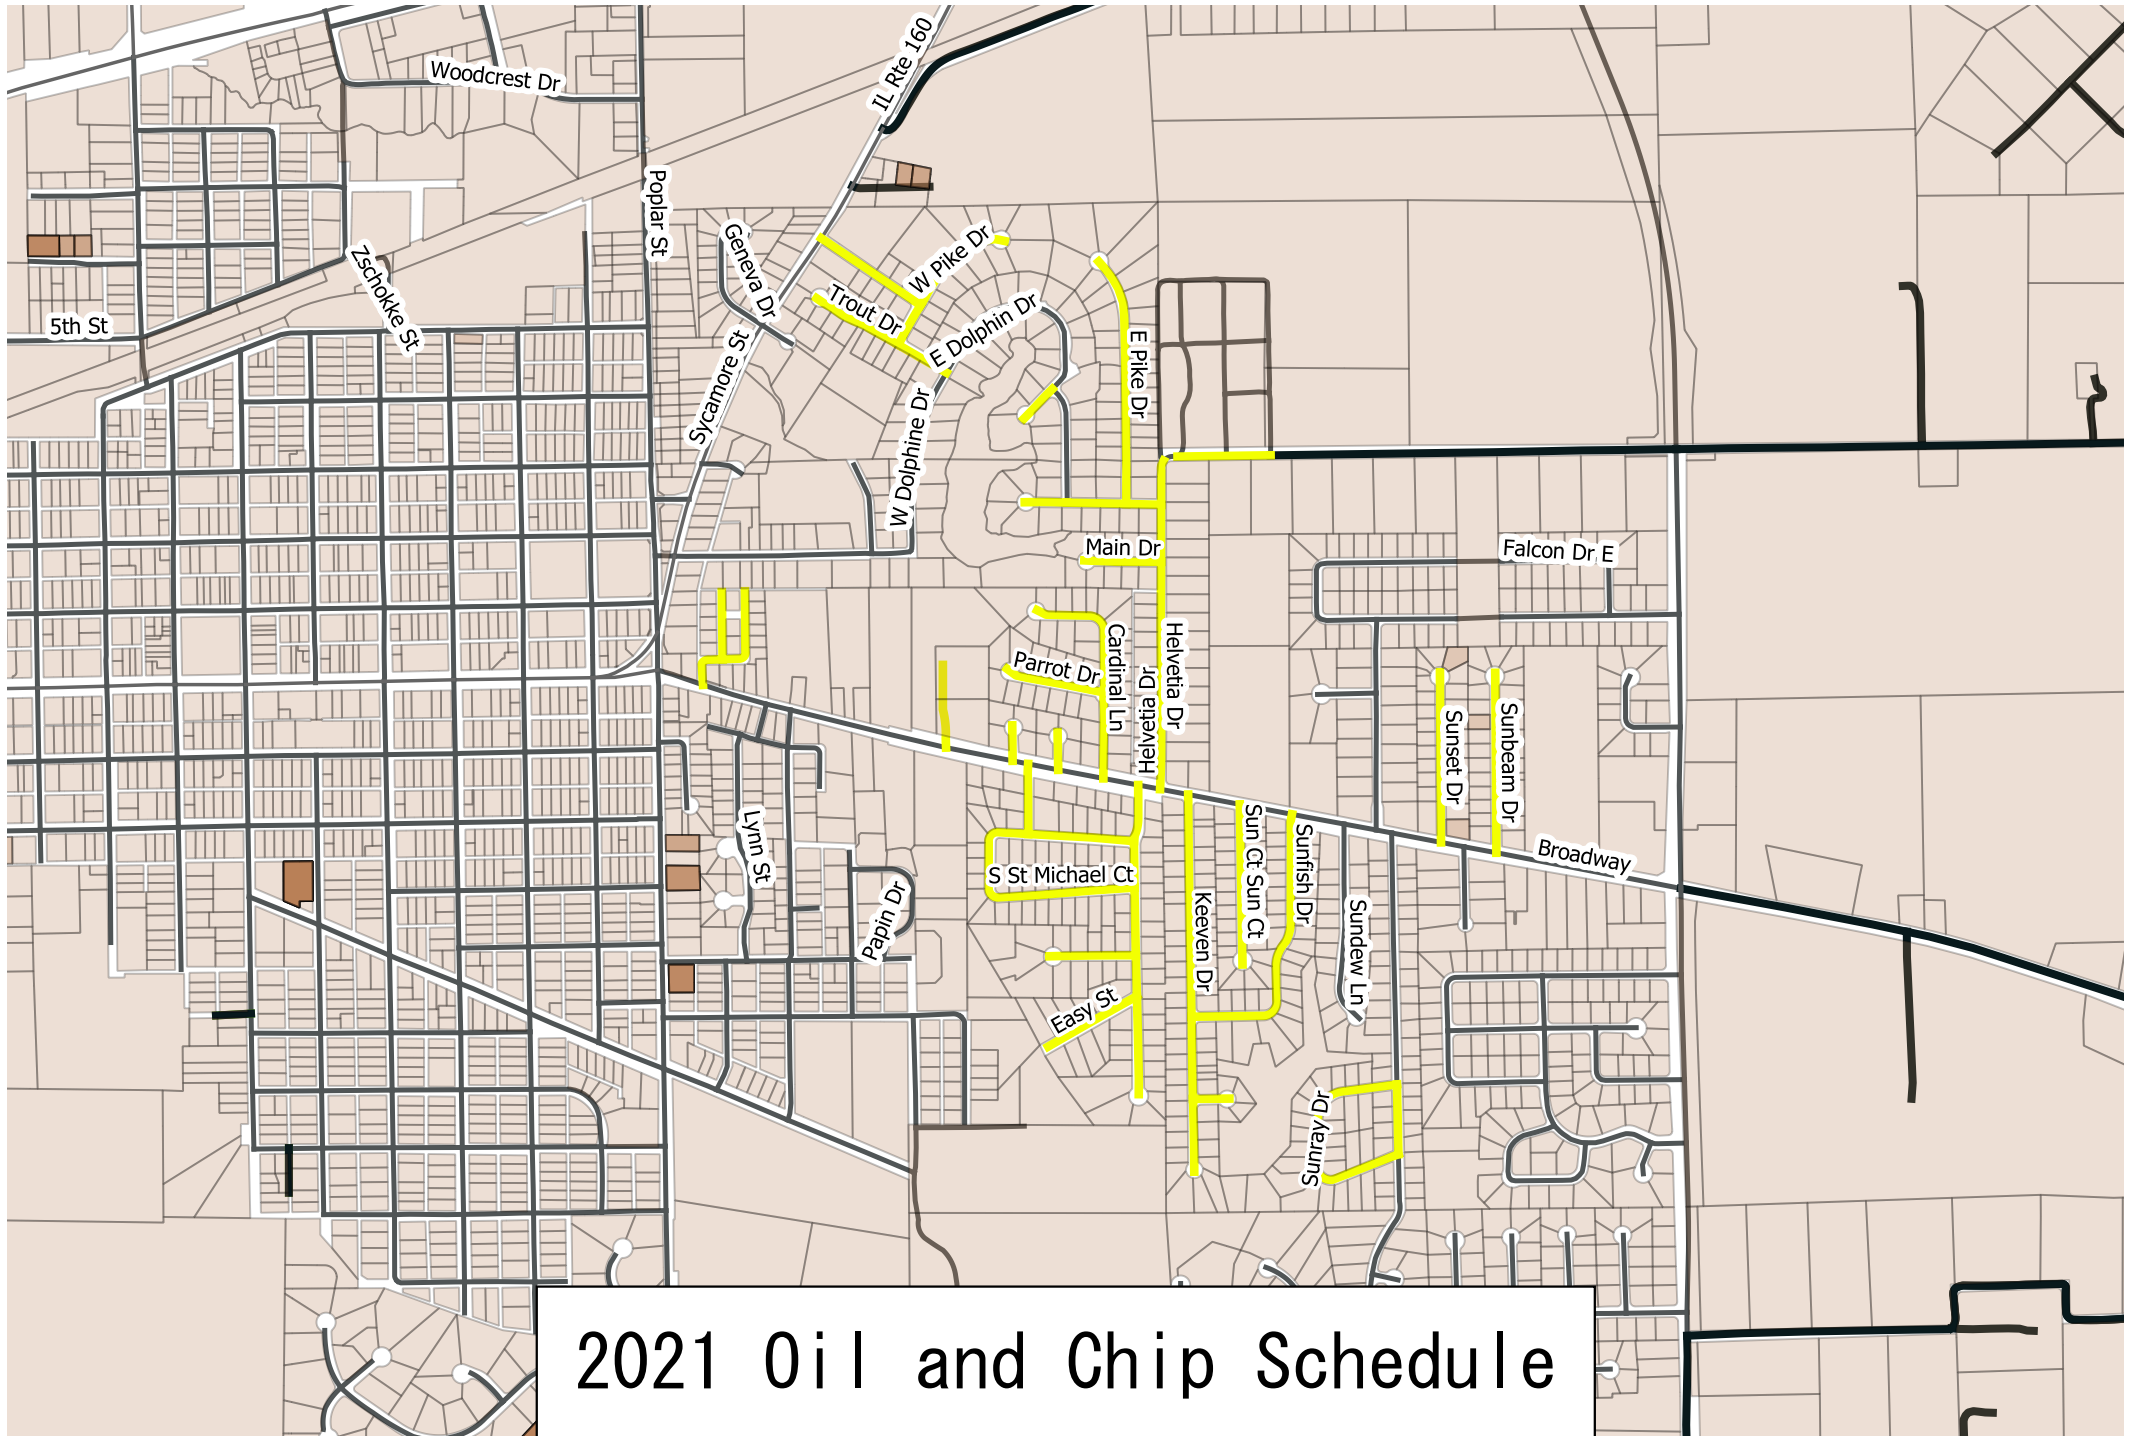 Woodcrest Dr
IL Rte 160
Poplar St
Geneva Dr
W Pike Dr
Zschokke St
Trout Dr
5th St
E Dolphin Dr
Sycamore St
E Pike Dr
W Dolphine Dr
Main Dr
Falcon Dr E
Cardinal Ln
Helvetia Dr
Parrot Dr
Helvetia Dr
Sunset Dr
Sunbeam Dr
Lynn St
Sun Ct Sun Ct
Sunfish Dr
Broadway
S St Michael Ct
Papin Dr
Keeven Dr
Sundew Ln
Easy St
Sunray Dr
2021 Oil and Chip Schedule